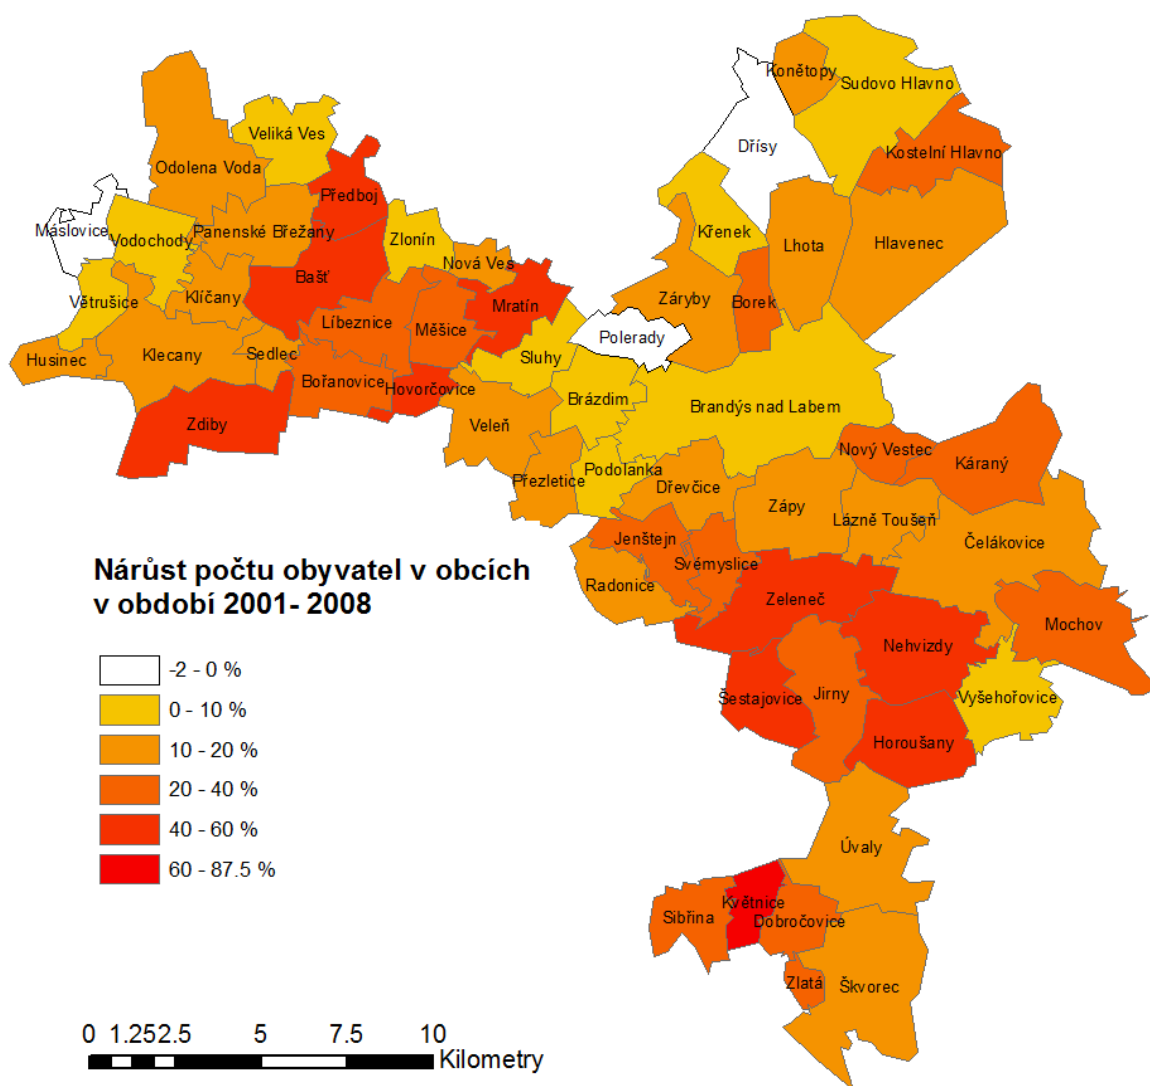 Konětopy
Sudovo Hlavno
Veliká Ves
Dřísy
Kostelní Hlavno
Odolena Voda
Předboj
Máslovice
Vodochody
Panenské Břežany
Zlonín
Křenek
Lhota
Hlavenec
Nová Ves
Bašť
Klíčany
Větrušice
Záryby
Borek
Mratín
Líbeznice
Měšice
Polerady
Husinec
Klecany
Sedlec
Sluhy
Bořanovice
Hovorčovice
Brázdim
Brandýs nad Labem
Zdiby
Veleň
Nový Vestec
Káraný
Podolanka
Přezletice
Dřevčice
Zápy
Lázně Toušeň
Jenštejn
Čelákovice
Svémyslice
Radonice
Zeleneč
Mochov
Nehvizdy
Šestajovice
Jirny
Vyšehořovice
Horoušany
Úvaly
Květnice
Sibřina
Dobročovice
Zlatá
Škvorec
Nárůst počtu obyvatel v obcích
v období 2001- 2008
-2 - 0 %
0 - 10 %
10 - 20 %
20 - 40 %
40 - 60 %
60 - 87.5 %
0 1.252.5 5 7.5 10
Kilometry